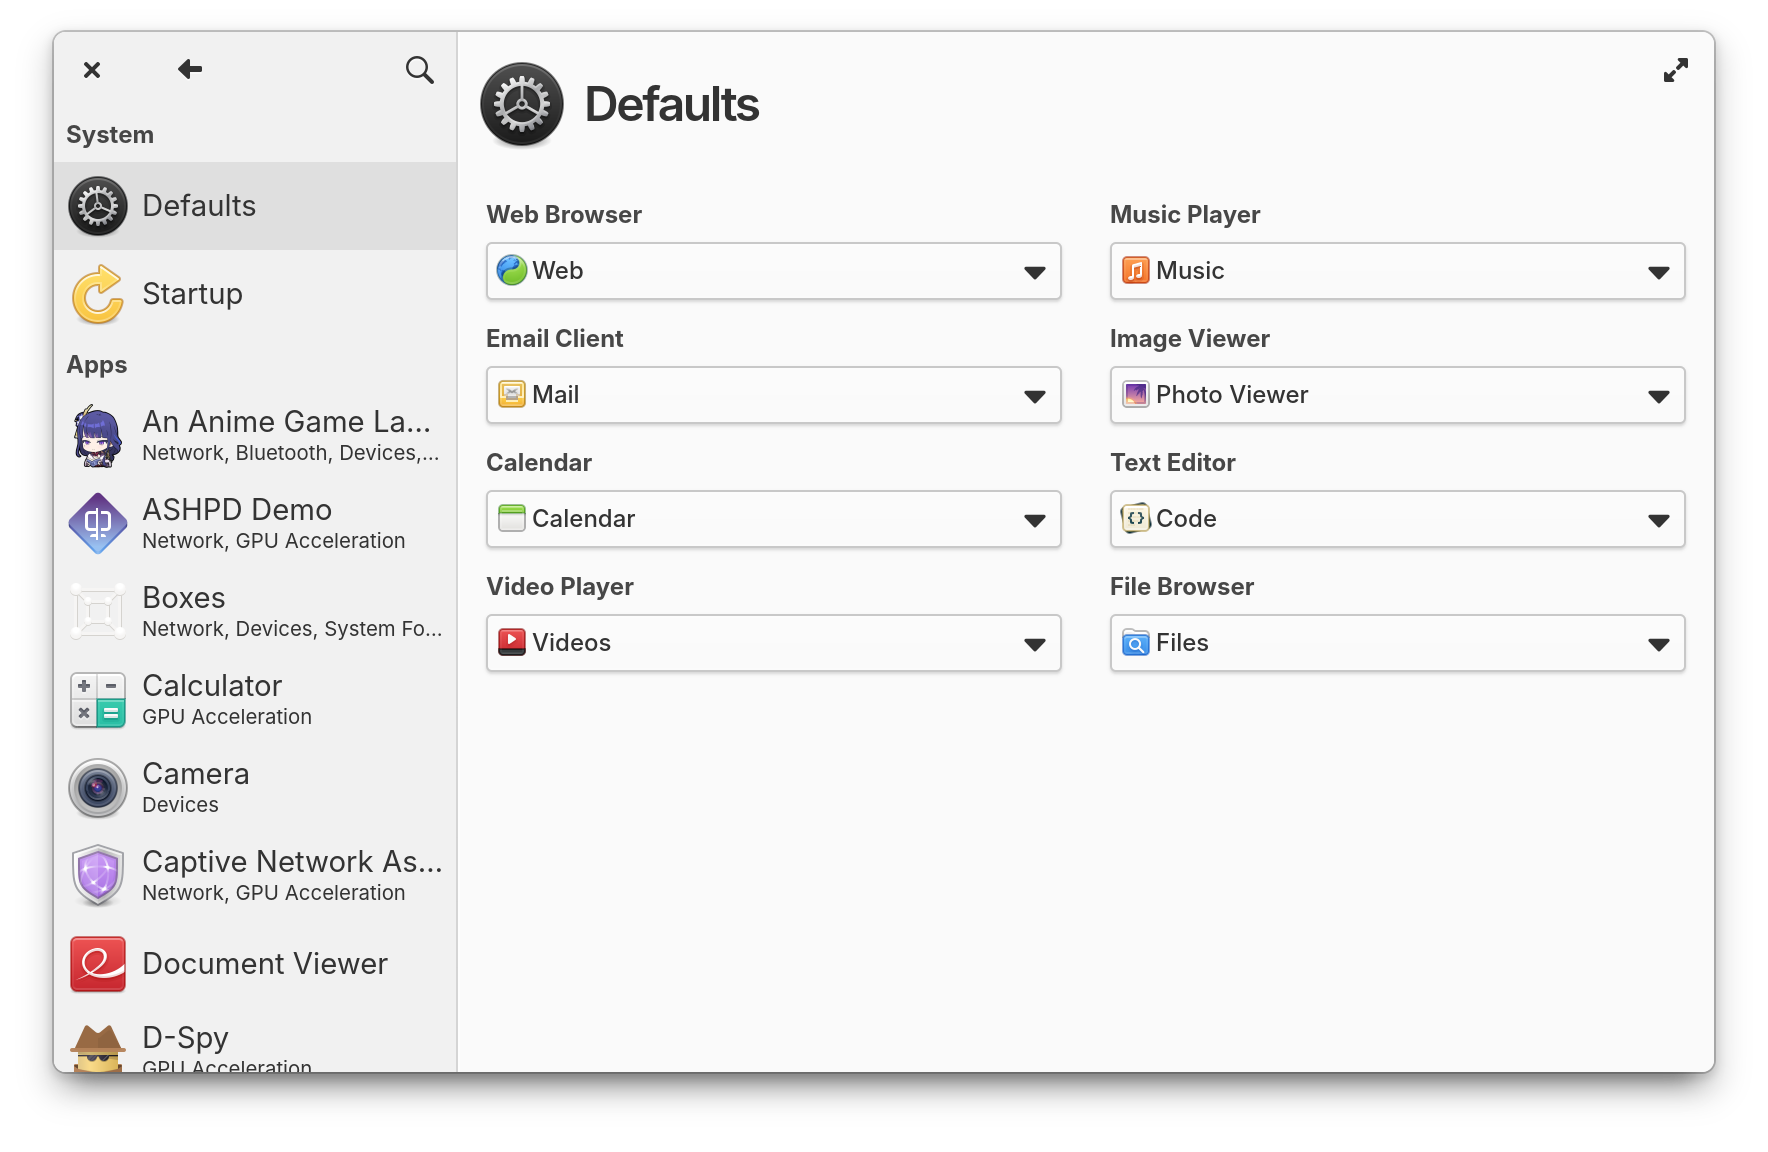 System
Defaults
Startup
Apps
An Anime Game La...
Network, Bluetooth, Devices,...
ASHPD Demo
Network, GPU Acceleration
Boxes
Network, Devices, System Fo...
Calculator
GPU Acceleration
Camera
Devices
Captive Network As...
Network, GPU Acceleration
Document Viewer
D-Spy
GPU Acceleration
Defaults
Web Browser
Web
Email Client
Mail
Calendar
Calendar
Video Player
Videos
Music Player
Music
Image Viewer
Photo Viewer
Text Editor
Code
File Browser
Files